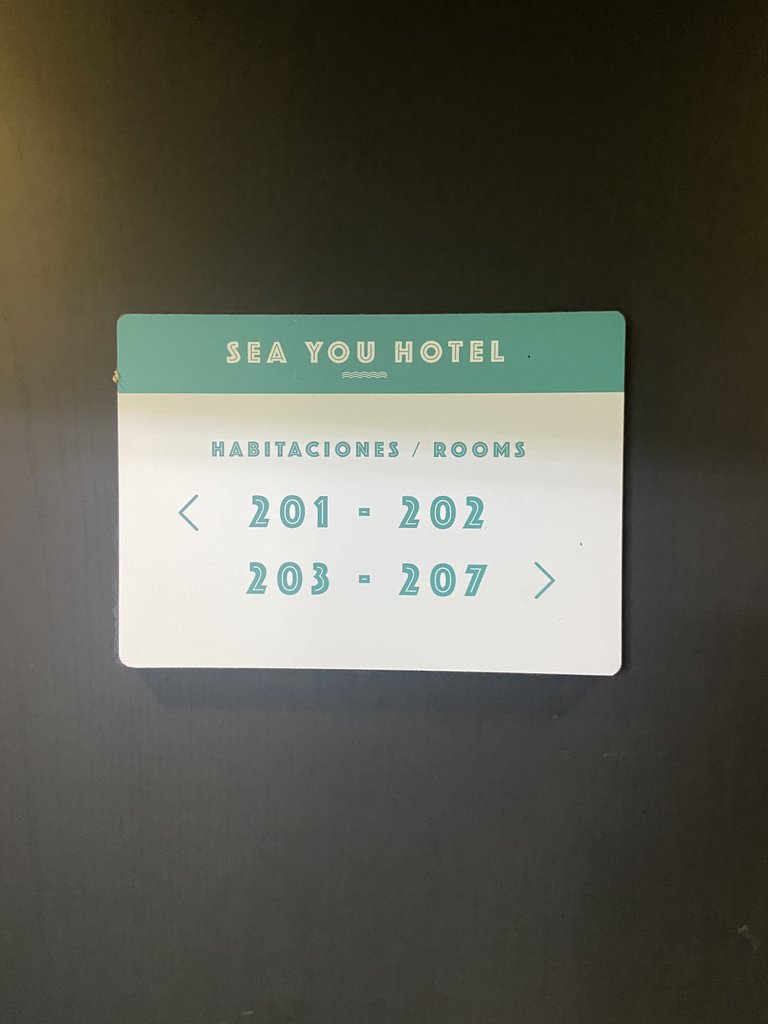 SEA YOU HOTEL
HABITACIONES / ROOMS
< 201 - 202
203 - 207 >